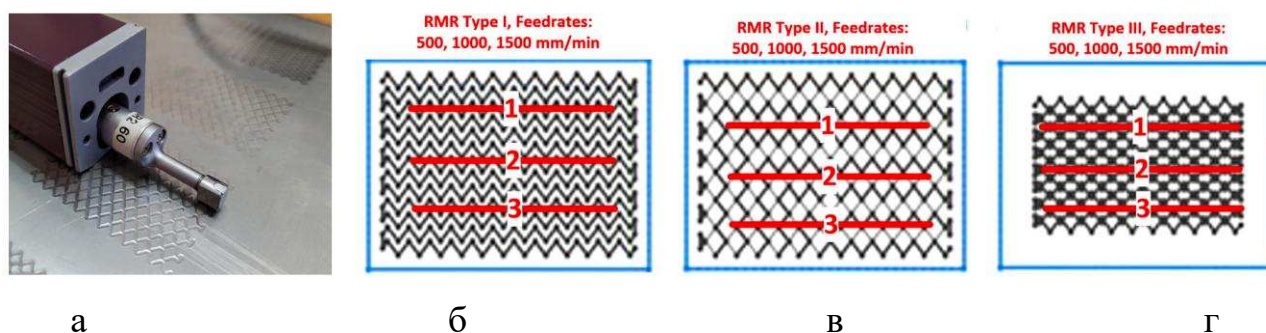 RMR Type I, Feedrates:
500, 1000, 1500 mm/min
1
2
3
RMR Type II, Feedrates:
500, 1000, 1500 mm/min
1
2
3
RMR Type III, Feedrates:
500, 1000, 1500 mm/min
1
2
3
60
а
б
в
г